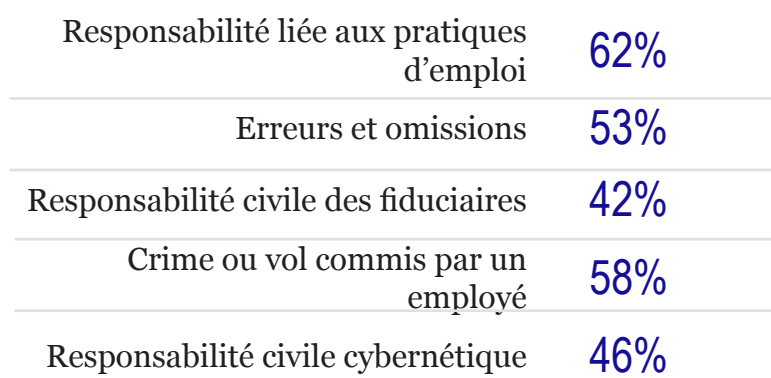 Responsabilité liée aux pratiques
d’emploi
62%
Erreurs et omissions
53%
Responsabilité civile des fiduciaires
42%
Crime ou vol commis par un
employé
58%
Responsabilité civile cybernétique
46%